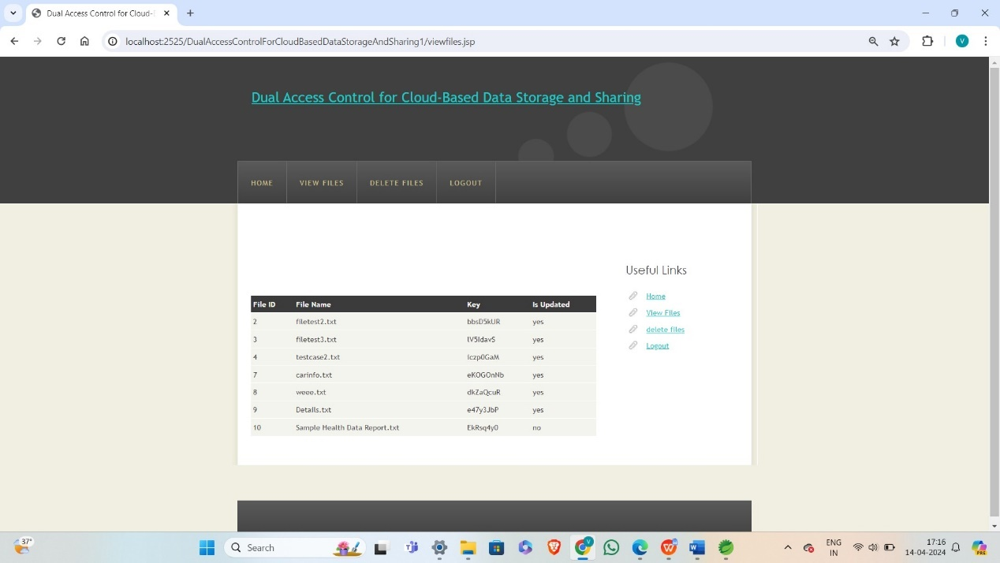 Dual Access Control for Cloud-
localhost:2525/DualAccessControlForCloudBasedDataStorageAndSharing1/viewfiles.jsp
V
Dual Access Control for Cloud-Based Data Storage and Sharing
HOME VIEW FILES DELETE FILES LOGOUT
Useful Links
Home
View Files
delete files
Logout
File ID File Name Key Is Updated
2 filetest2.txt bbsD5kUR yes
3 filetest3.txt yes
4 testcase2.txt yes
7 carinfo.txt eKOGOnNb yes
8 weee.txt dkZaQcuR yes
9 Details.txt e47y3JbP yes
10 Sample Health Data Report.txt EkRsq4y0 no
37°
Search
V
ENG
IN
17:16
14-04-2024
PRE